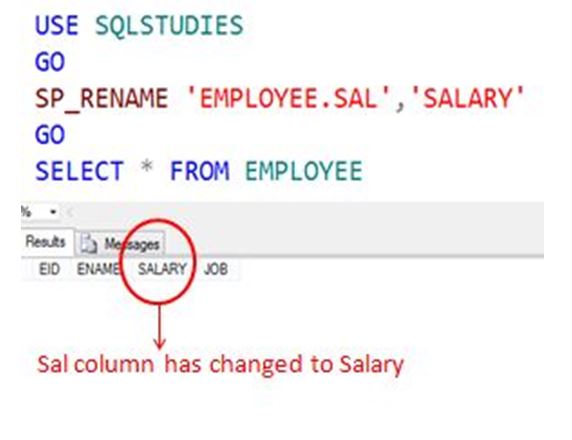 USE SQLSTUDIES
GO
SP_RENAME 'EMPLOYEE.SAL','SALARY'
GO
SELECT * FROM EMPLOYEE
%
Results Messages
EID ENAME SALARY JOB
Sal column has changed to Salary